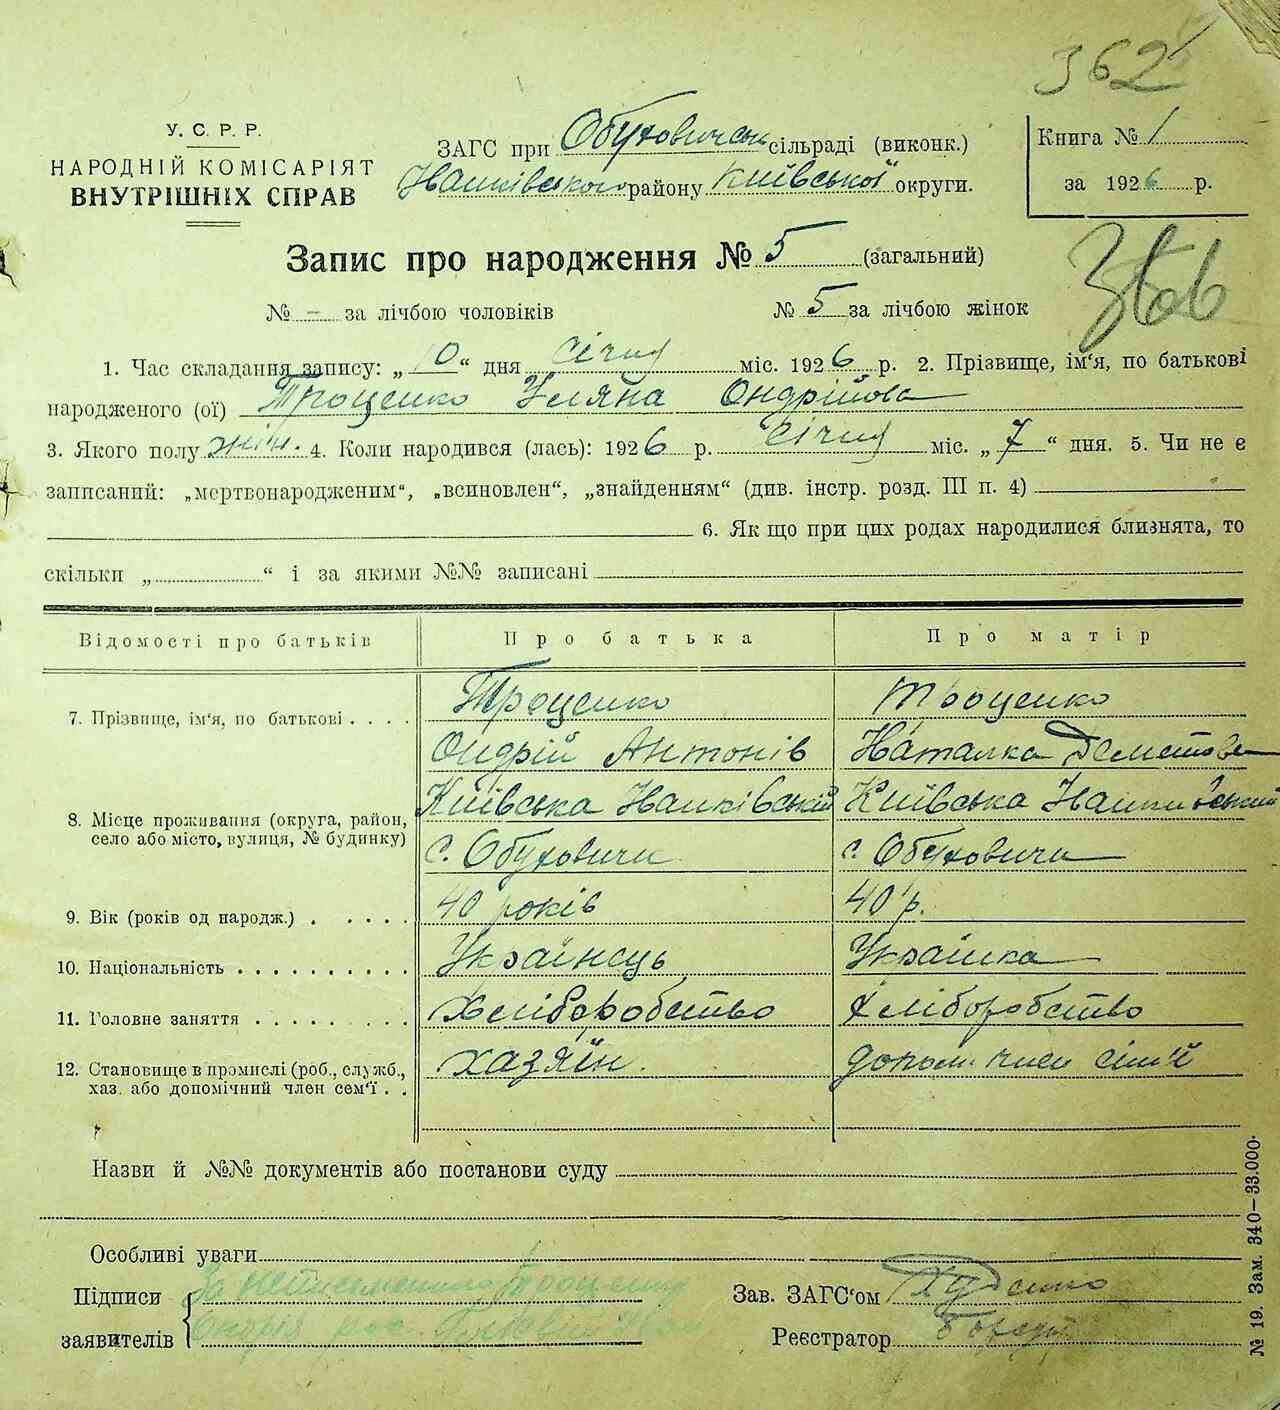 362
У. С. Р. Р.
НАРОДНІЙ КОМІСАРІЯТ
ВНУТРІШНІХ СПРАВ
ЗАГС при Обуховичськ сільраді (виконк.)
Іванківського району Київської округи.
Книга № 1
за 1926 р.
Запис про народження № 5 (загальний)
№ - за лічбою чоловіків № 5 за лічбою жінок
1. Час складання запису: „10“ дня січня міс. 1926 р. 2. Прізвище, ім'я, по батькові
народженого (ої) Троценко Уляна Ондрійова
3. Якого полу жін. 4. Коли народився (лась): 1926 р. січня міс. „7“ дня. 5. Чи не є
записаний: „мертвонародженим“, „всиновлен“, „знайденням“ (див. інстр. розд. III п. 4)
6. Як що при цих родах народилися близнята, то
скільки „ “ і за якими №№ записані
Відомості про батьків Про батька Про матір
7. Прізвище, ім'я, по батькові . . . . Троценко Троценко
Ондрій Антонів Наталка
8. Місце проживання (округа, район, село або місто, вулиця, № будинку) Київська Іванківський Київська Іванківський
с. Обуховичи с. Обуховичи
9. Вік (років од народж.) . . . . . 40 років 40 р.
10. Національність . . . . . . . . . . Українець Українка
11. Головне заняття . . . . . . . . . Хліборобство Хліборобство
12. Становище в промислі (роб., служб., хаз. або допомічний член сем'ї . . Хазяїн. допом. член сім'ї
Назви й №№ документів або постанови суду
Особливі уваги
Підписи За неписьменного Троценко
заявителів
Зав. ЗАГС'ом
Реєстратор
№ 19. Зам. 340—33.000.